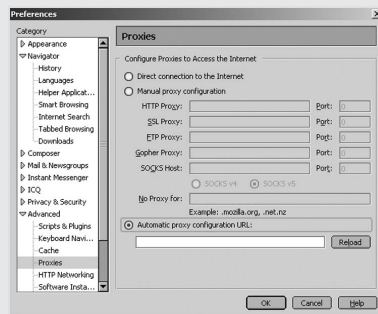 Preferences
Category
Appearance
Navigator
History
Languages
Helper Applicat...
Smart Browsing
Internet Search
Tabbed Browsing
Downloads
Composer
Mail & Newsgroups
Instant Messenger
ICQ
Privacy & Security
Advanced
Scripts & Plugins
Keyboard Navi...
Cache
Proxies
HTTP Networking
Software Insta...
Proxies
Configure Proxies to Access the Internet
Direct connection to the Internet
Manual proxy configuration
HTTP Proxy: Port: 0
SSL Proxy: Port: 0
FTP Proxy: Port: 0
Gopher Proxy: Port: 0
SOCKS Host: Port: 0
SOCKS v4 SOCKS v5
No Proxy for:
Example: .mozilla.org, .net.nz
Automatic proxy configuration URL:
Reload
OK Cancel Help